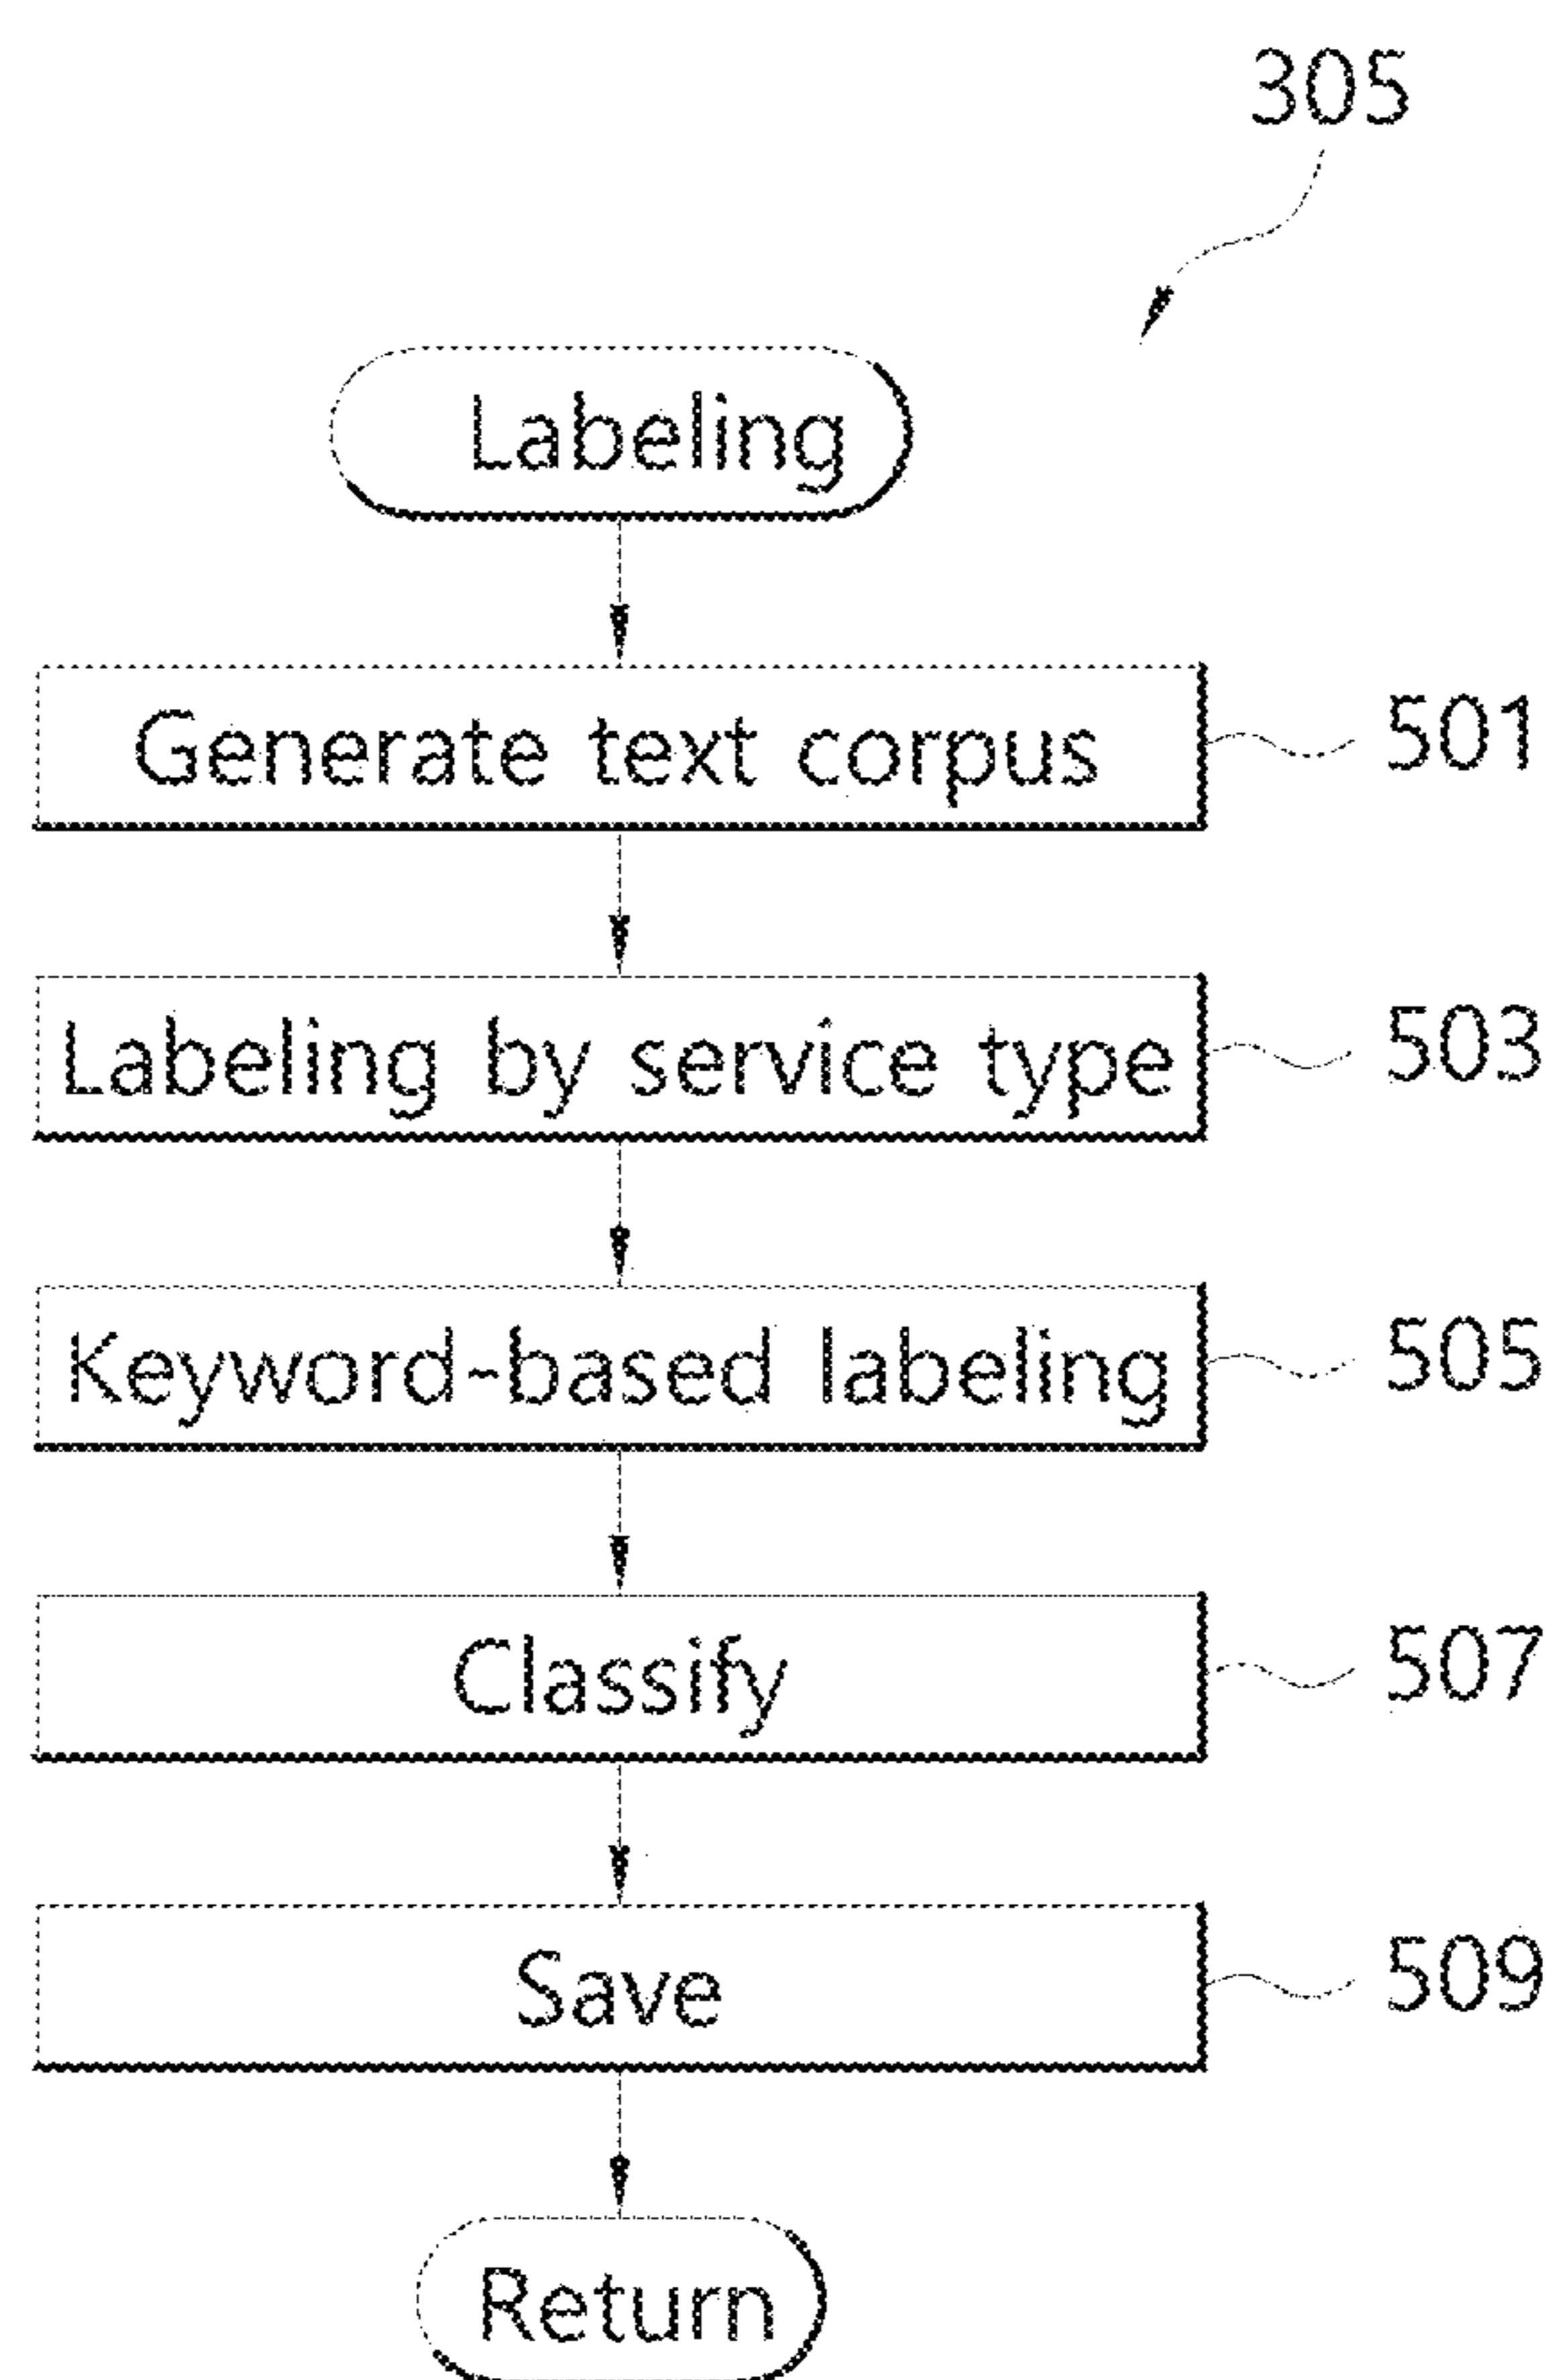 305
Labeling
Generate text corpus 501
Labeling by service type 503
Keyword-based labeling 505
Classify 507
Save 509
Return